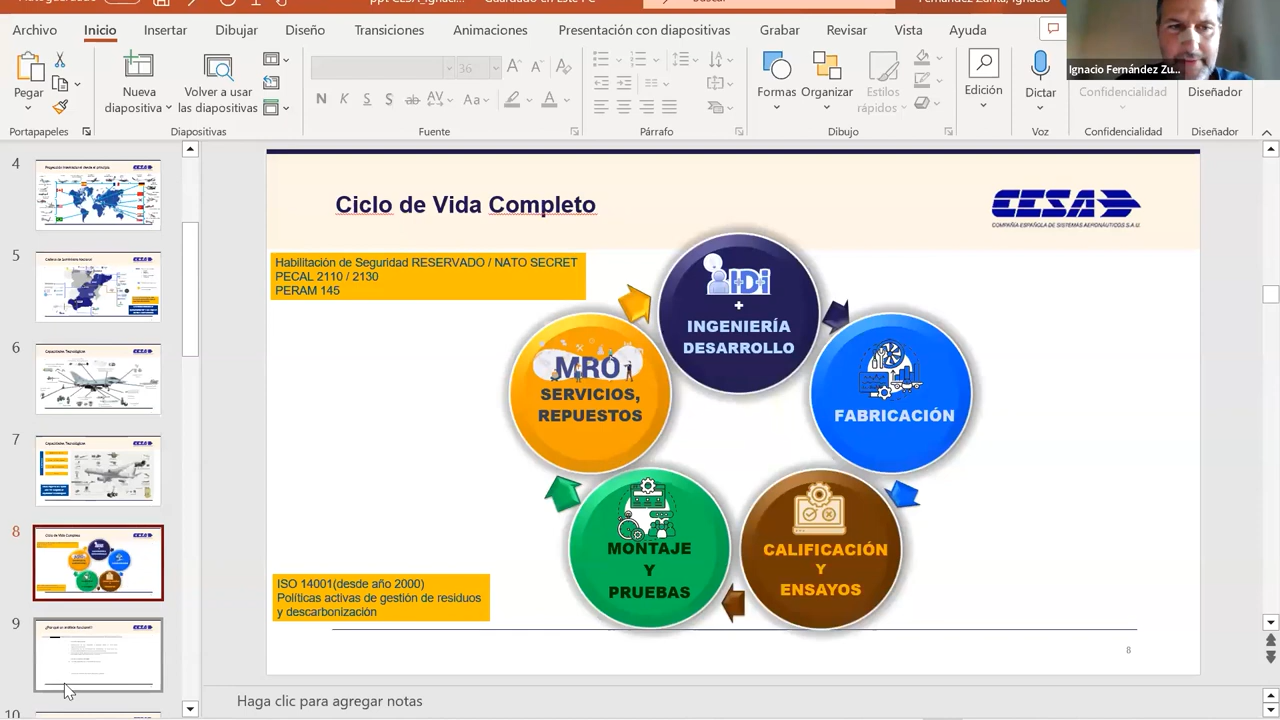 Archivo Inicio Insertar Dibujar Diseño Transiciones Animaciones Presentación con diapositivas Grabar Revisar Vista Ayuda
Ignacio Fernández Zu...
36
Pegar
Nueva diapositiva
Volver a usar las diapositivas
Formas
Organizar
Estilos rápidos
Edición
Dictar
Confidencialidad
Diseñador
Portapapeles
Diapositivas
Fuente
Párrafo
Dibujo
Voz
Confidencialidad
Diseñador
4
5
6
7
8
9
10
Ciclo de Vida Completo
CESA
COMPAÑÍA ESPAÑOLA DE SISTEMAS AERONÁUTICOS S.A.U.
Habilitación de Seguridad RESERVADO / NATO SECRET
PECAL 2110 / 2130
PERAM 145
I+D+i
+
INGENIERÍA
DESARROLLO
FABRICACIÓN
CALIFICACIÓN
Y
ENSAYOS
MONTAJE
Y
PRUEBAS
MRO
SERVICIOS,
REPUESTOS
ISO 14001(desde año 2000)
Políticas activas de gestión de residuos
y descarbonización
8
Haga clic para agregar notas